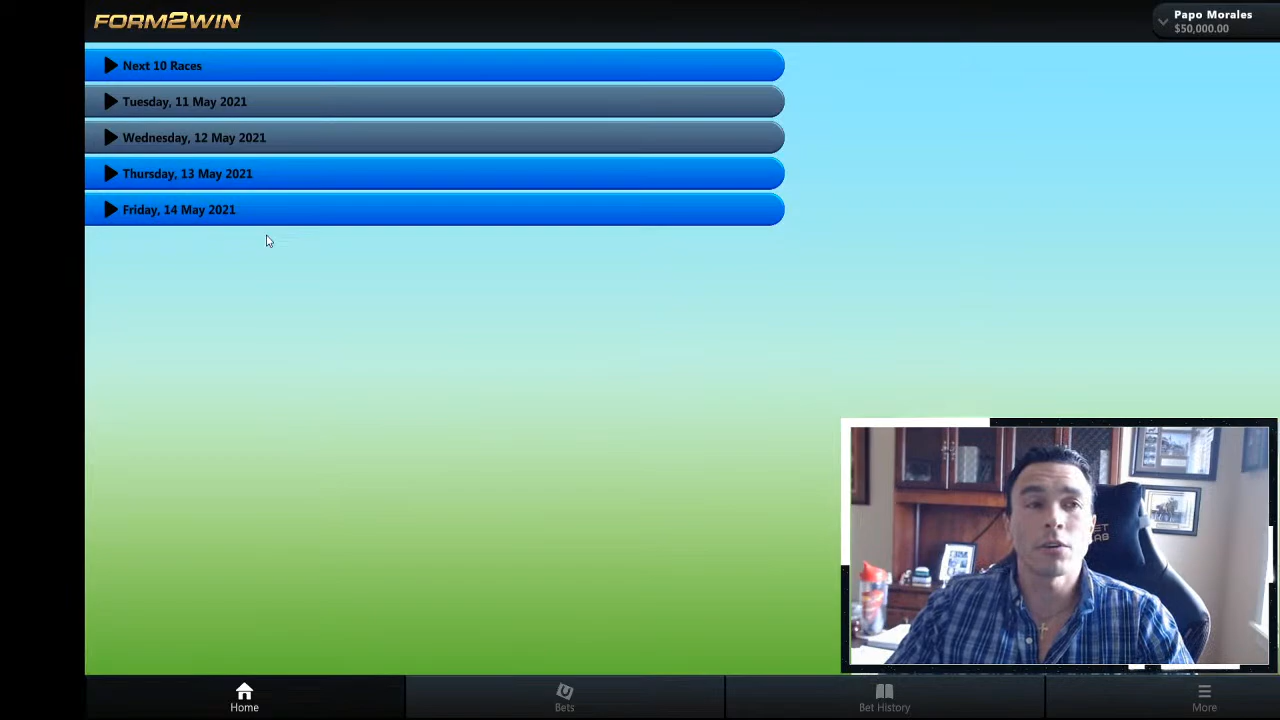 FORM2WIN
Papo Morales
$50,000.00
Next 10 Races
Tuesday, 11 May 2021
Wednesday, 12 May 2021
Thursday, 13 May 2021
Friday, 14 May 2021
Home
Bets
Bet History
More